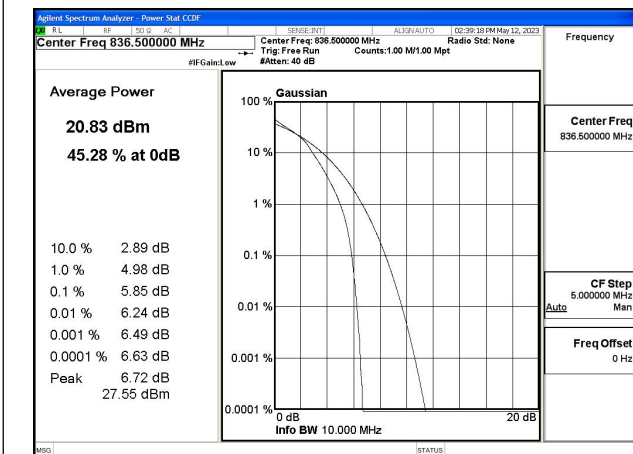 Agilent Spectrum Analyzer - Power Stat CCDF
RL RF 50 Ω AC SENSE:INT ALIGN AUTO 02:39:18 PM May 12, 2023
Center Freq 836.500000 MHz
Center Freq: 836.500000 MHz Radio Std: None
Trig: Free Run Counts:1.00 M/1.00 Mpt
#IFGain:Low #Atten: 40 dB
Average Power
20.83 dBm
45.28 % at 0dB
10.0 % 2.89 dB
1.0 % 4.98 dB
0.1 % 5.85 dB
0.01 % 6.24 dB
0.001 % 6.49 dB
0.0001 % 6.63 dB
Peak 6.72 dB
27.55 dBm
Gaussian
100 %
10 %
1 %
0.1 %
0.01 %
0.001 %
0.0001 %
0 dB 20 dB
Info BW 10.000 MHz
Frequency
Center Freq
836.500000 MHz
CF Step
5.000000 MHz
Auto Man
Freq Offset
0 Hz
MSG STATUS